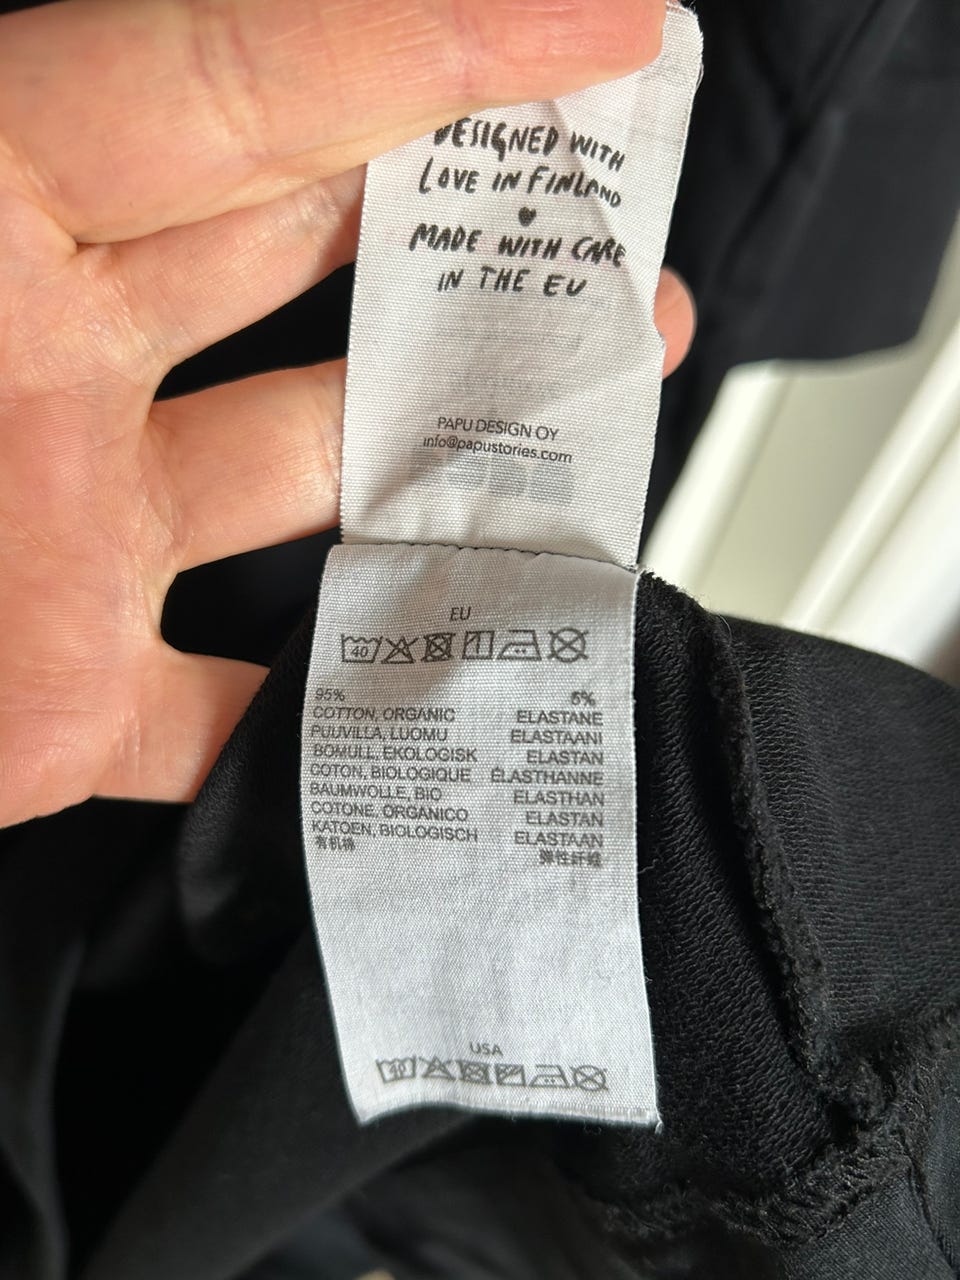 DESIGNED WITH
LOVE IN FINLAND
MADE WITH CARE
IN THE EU
PAPU DESIGN OY
info@papustories.com
EU
40
95% 5%
COTTON, ORGANIC ELASTANE
PUUVILLA, LUOMU ELASTAANI
BOMULL, EKOLOGISK ELASTAN
COTON, BIOLOGIQUE ÉLASTHANNE
BAUMWOLLE, BIO ELASTHAN
COTONE, ORGANICO ELASTAN
KATOEN, BIOLOGISCH ELASTAAN
有机棉 弹性纤维
USA